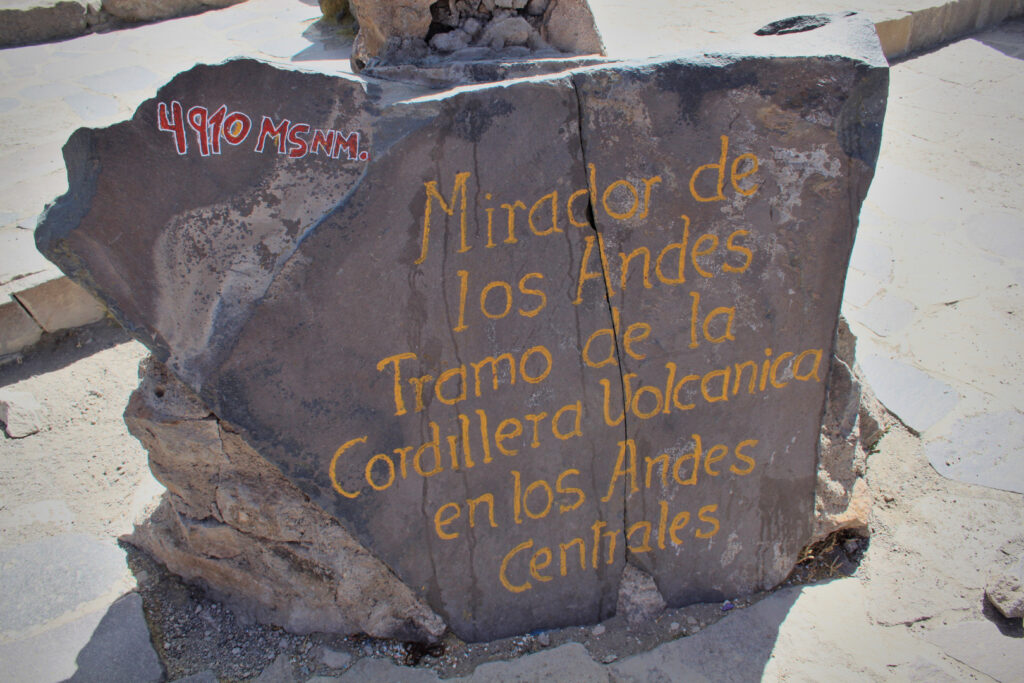 4910 MSNM.
Mirador de
los Andes
Tramo de la
Cordillera Volcanica
en los Andes
Centrales